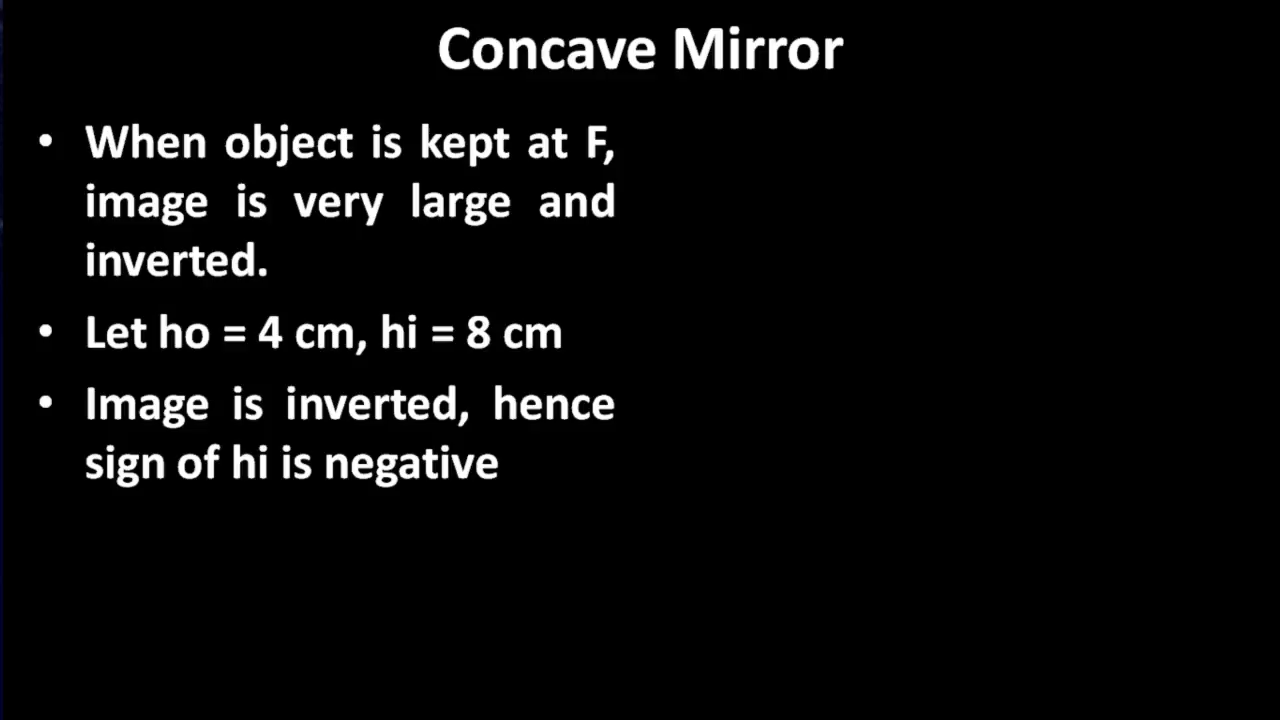 Concave Mirror
• When object is kept at F,
image is very large and
inverted.
• Let ho = 4 cm, hi = 8 cm
• Image is inverted, hence
sign of hi is negative